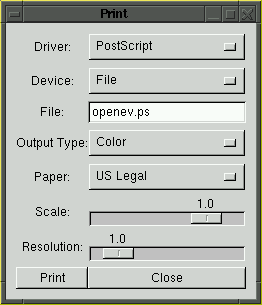 Print
Driver: PostScript
Device: File
File: openev.ps
Output Type: Color
Paper: US Legal
Scale: 1.0
Resolution: 1.0
Print Close